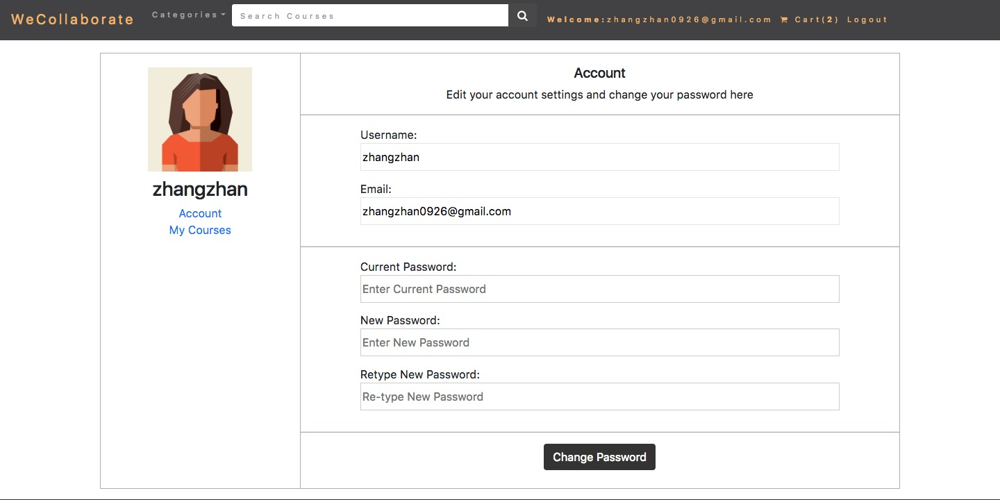 WeCollaborate Categories Search Courses Welcome:zhangzhan0926@gmail.com Cart(2) Logout
zhangzhan
Account
My Courses
Account
Edit your account settings and change your password here
Username:
zhangzhan
Email:
zhangzhan0926@gmail.com
Current Password:
Enter Current Password
New Password:
Enter New Password
Retype New Password:
Re-type New Password
Change Password